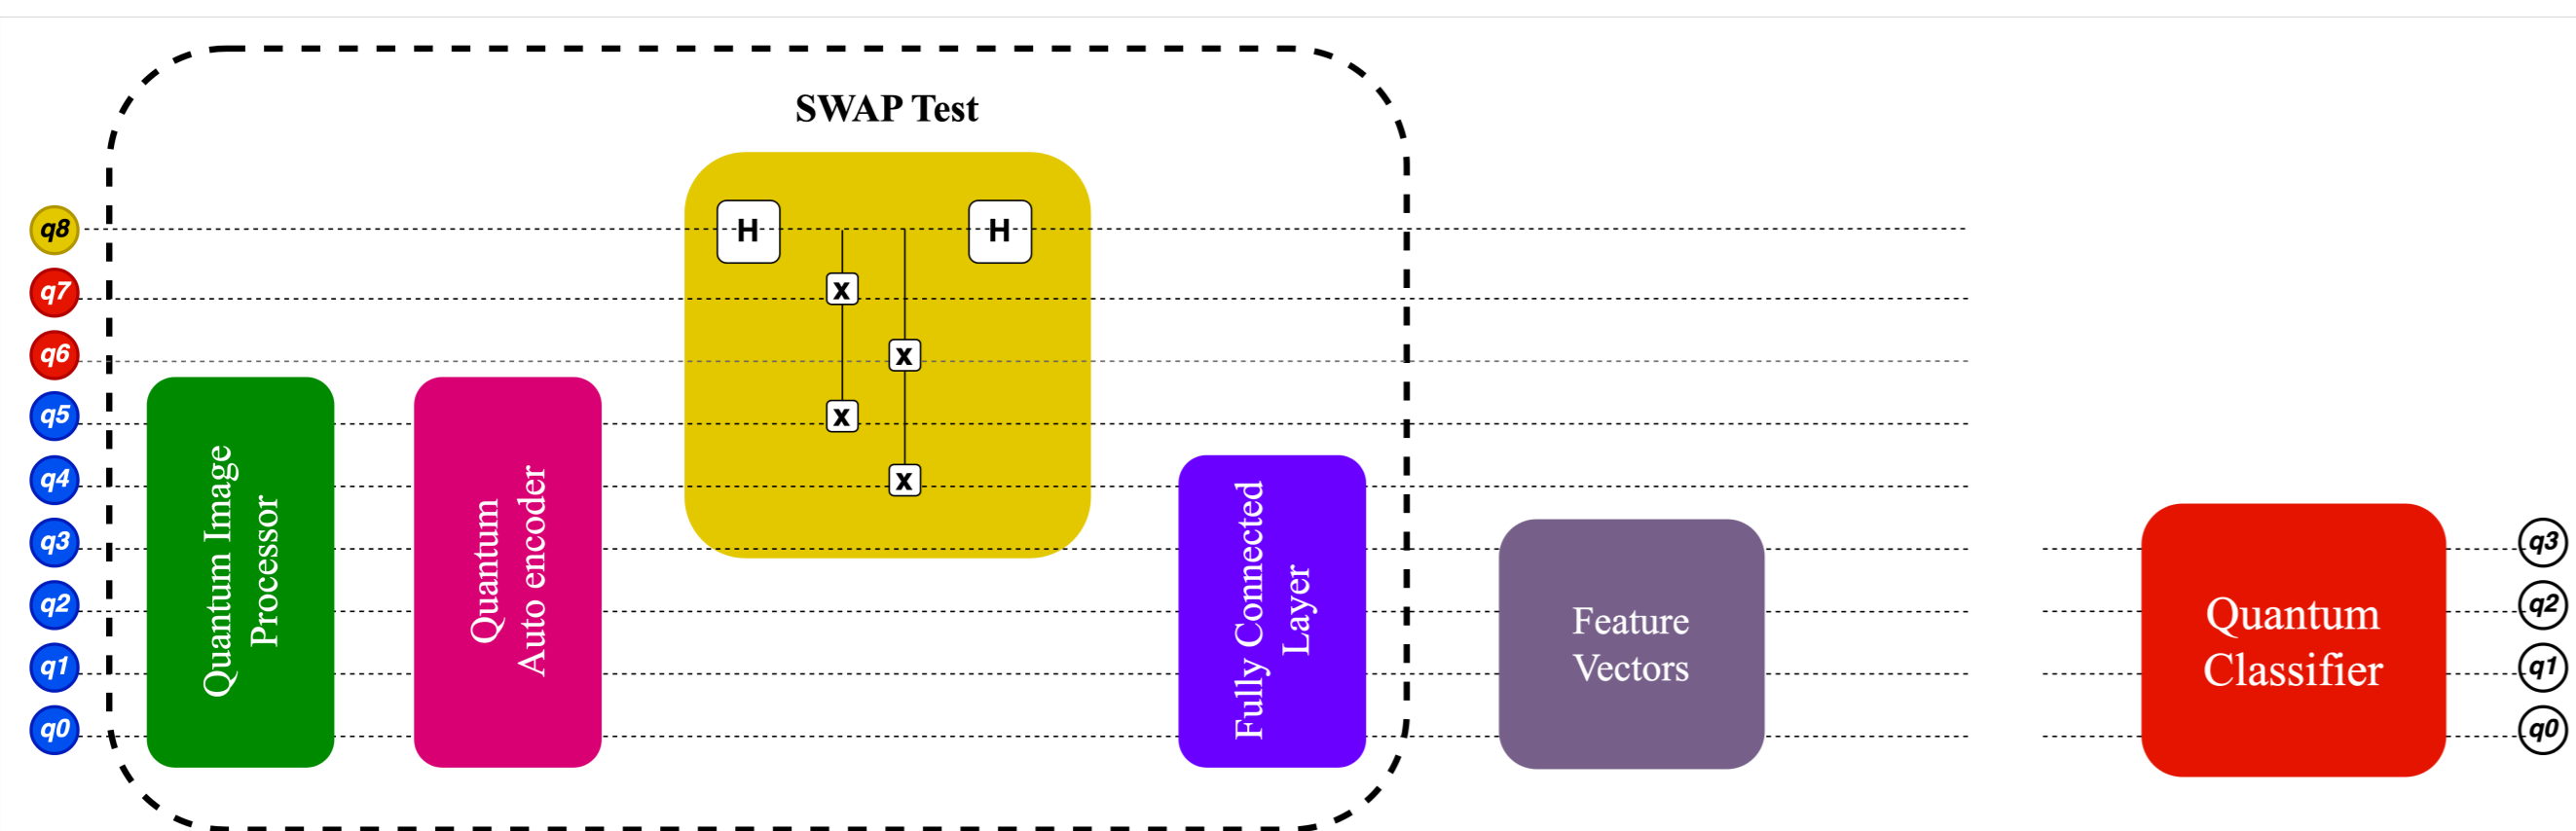 SWAP Test
q8
H
H
q7
X
q6
X
q5
X
q4
X
q3
q2
q1
q0
Quantum Image
Processor
Quantum
Auto encoder
Fully Connected
Layer
Feature
Vectors
Quantum
Classifier
q3
q2
q1
q0